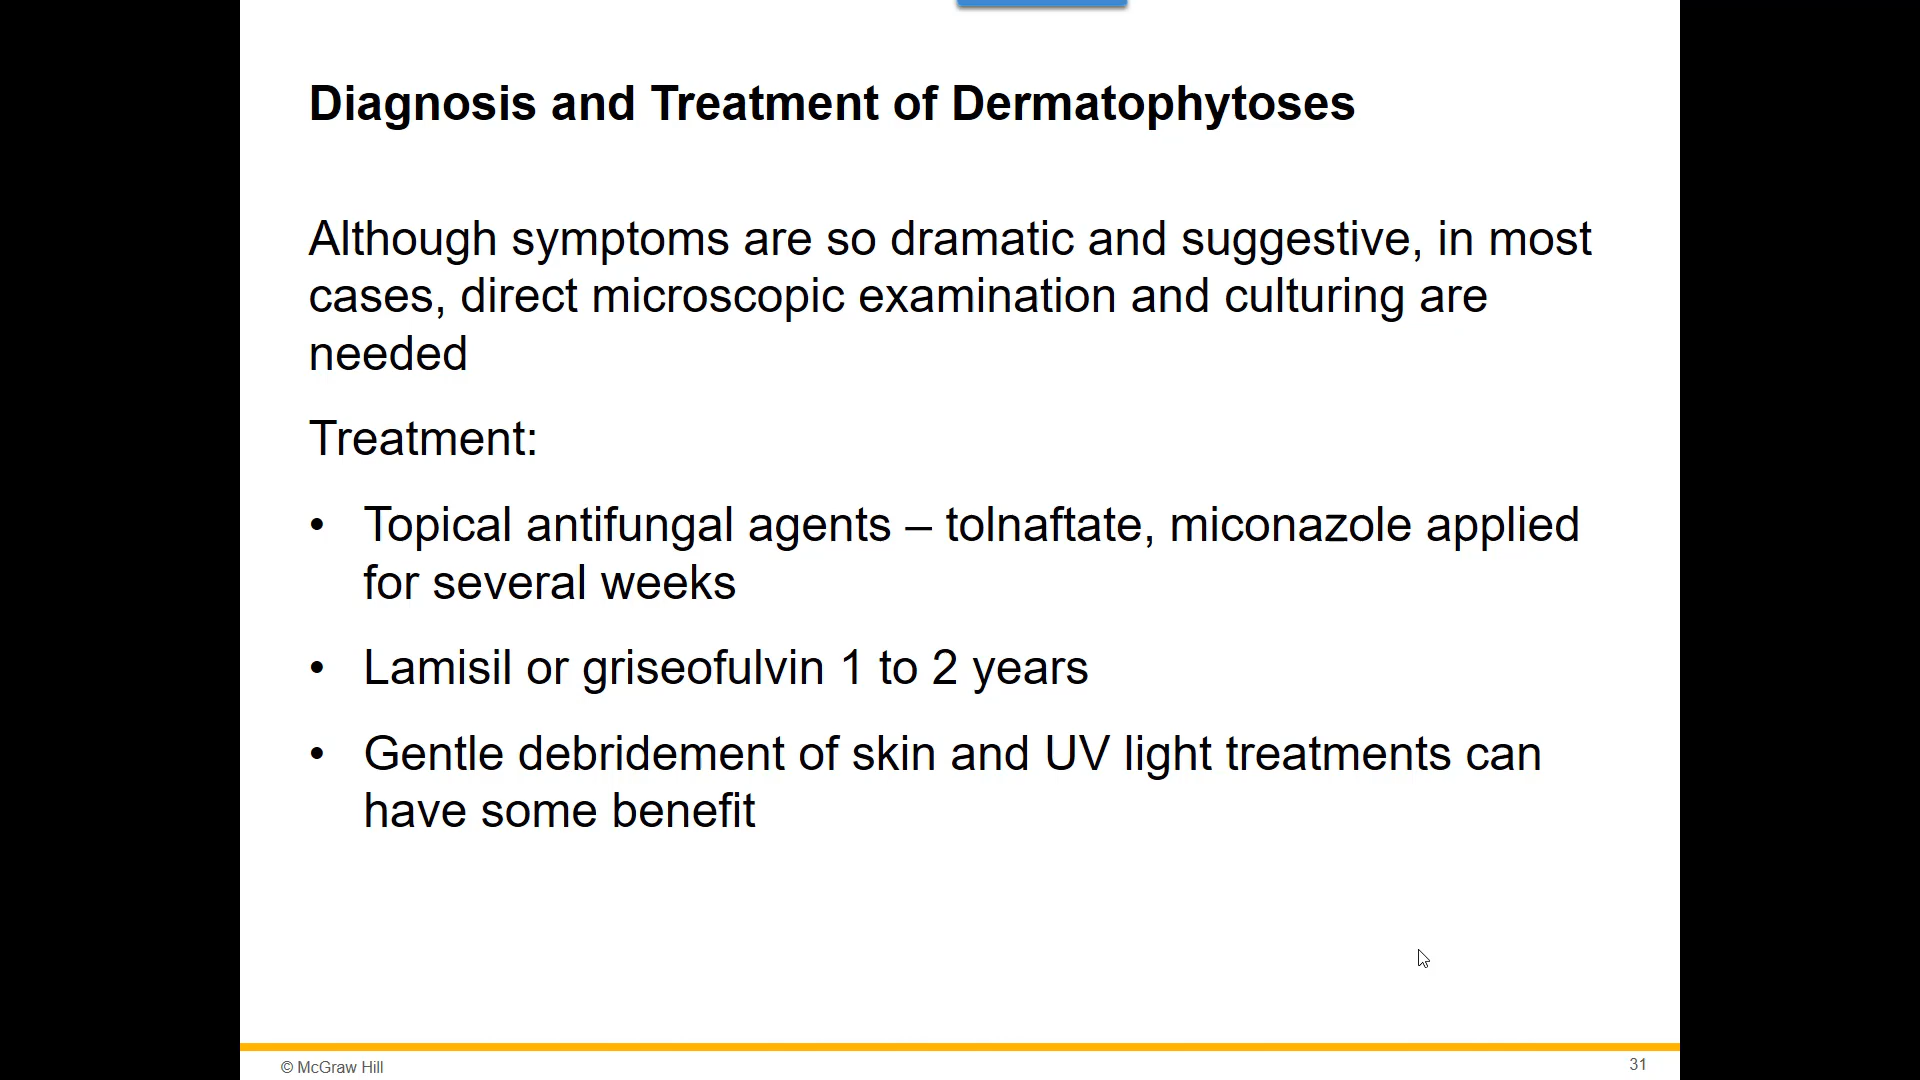 Diagnosis and Treatment of Dermatophytoses
Although symptoms are so dramatic and suggestive, in most
cases, direct microscopic examination and culturing are
needed
Treatment:
• Topical antifungal agents – tolnaftate, miconazole applied
for several weeks
• Lamisil or griseofulvin 1 to 2 years
• Gentle debridement of skin and UV light treatments can
have some benefit
© McGraw Hill
31